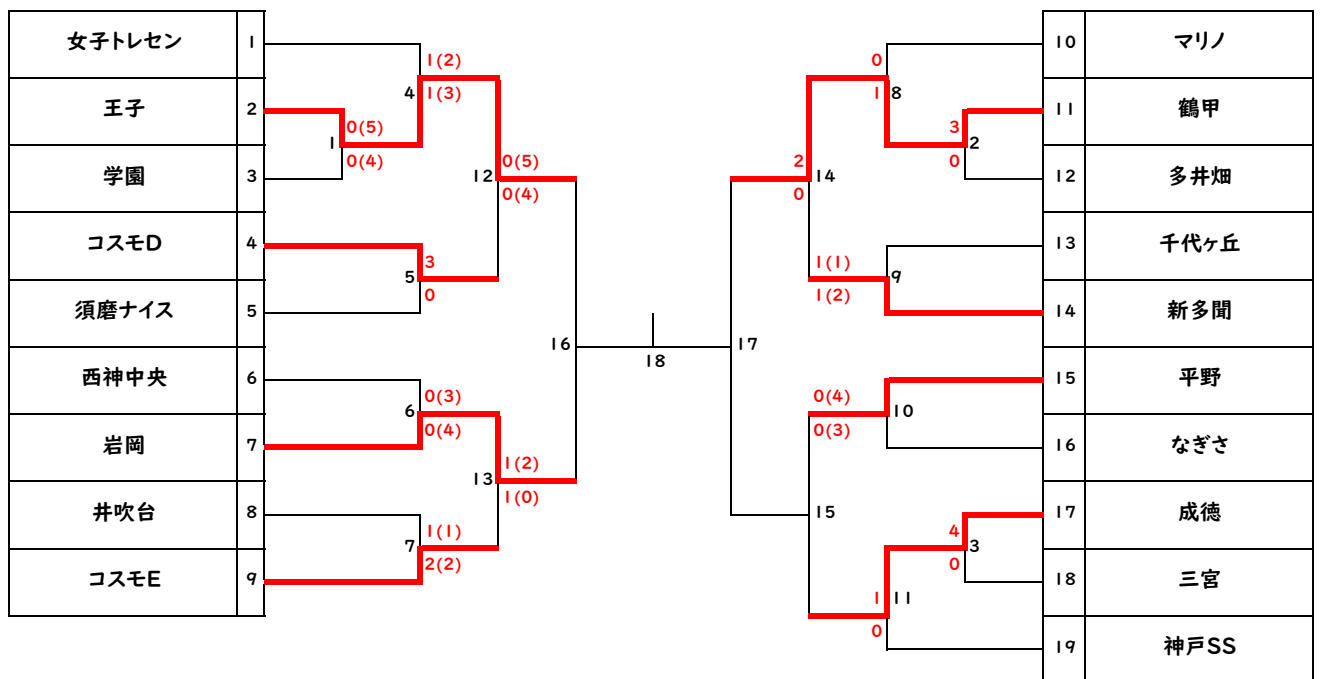 女子トレセン 1
王子 2
学園 3
コスモD 4
須磨ナイス 5
西神中央 6
岩岡 7
井吹台 8
コスモE 9
1(2)
4 1(3)
0(5)
1
0(4)
0(5)
12
0(4)
3
5
0
0(3)
6
0(4)
1(2)
13
1(0)
1(1)
7
2(2)
16
18
17
0
1 8
3
2
0
2
14
0
1(1)
9
1(2)
0(4)
10
0(3)
15
4
3
0
1 11
0
10 マリノ
11 鶴甲
12 多井畑
13 千代ヶ丘
14 新多聞
15 平野
16 なぎさ
17 成徳
18 三宮
19 神戸SS